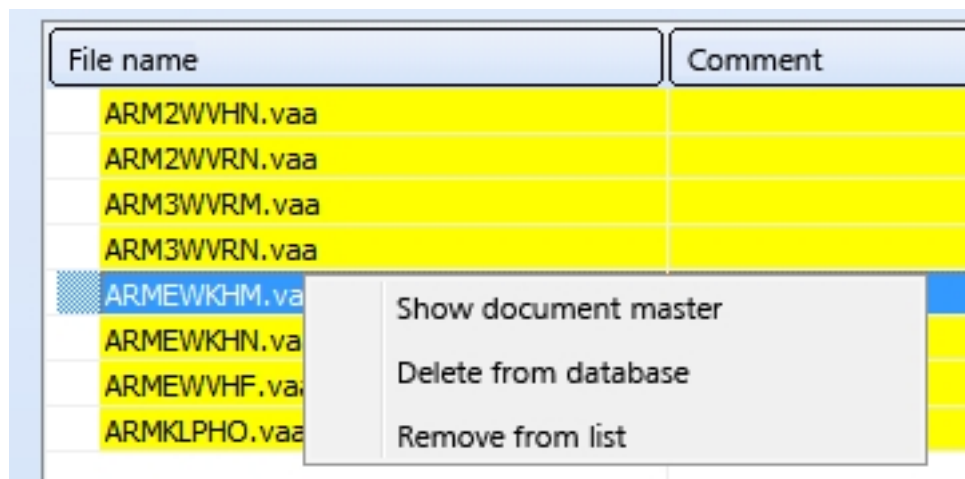 File name Comment
ARM2WVHN.vaa
ARM2WVRN.vaa
ARM3WVRM.vaa
ARM3WVRN.vaa
ARMEWKHM.va
Show document master
ARMEWKHN.va
Delete from database
ARMEWVHF.va
ARMKLPHO.vaa
Remove from list